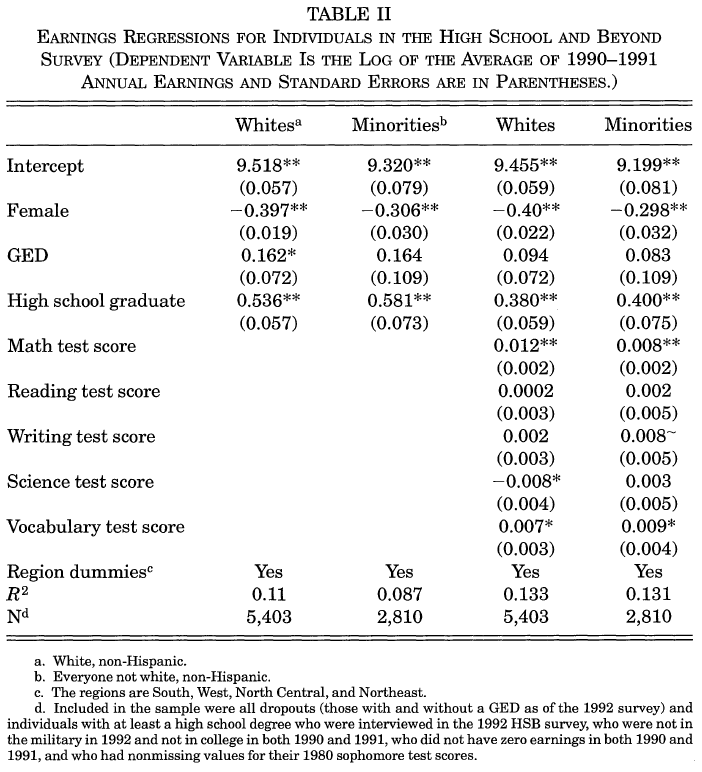 TABLE II
EARNINGS REGRESSIONS FOR INDIVIDUALS IN THE HIGH SCHOOL AND BEYOND
SURVEY (DEPENDENT VARIABLE IS THE LOG OF THE AVERAGE OF 1990–1991
ANNUAL EARNINGS AND STANDARD ERRORS ARE IN PARENTHESES.)
Whitesᵃ Minoritiesᵇ Whites Minorities
Intercept 9.518** 9.320** 9.455** 9.199**
(0.057) (0.079) (0.059) (0.081)
Female −0.397** −0.306** −0.40** −0.298**
(0.019) (0.030) (0.022) (0.032)
GED 0.162* 0.164 0.094 0.083
(0.072) (0.109) (0.072) (0.109)
High school graduate 0.536** 0.581** 0.380** 0.400**
(0.057) (0.073) (0.059) (0.075)
Math test score 0.012** 0.008**
(0.002) (0.002)
Reading test score 0.0002 0.002
(0.003) (0.005)
Writing test score 0.002 0.008~
(0.003) (0.005)
Science test score −0.008* 0.003
(0.004) (0.005)
Vocabulary test score 0.007* 0.009*
(0.003) (0.004)
Region dummiesᶜ Yes Yes Yes Yes
R² 0.11 0.087 0.133 0.131
Nᵈ 5,403 2,810 5,403 2,810
a. White, non-Hispanic.
b. Everyone not white, non-Hispanic.
c. The regions are South, West, North Central, and Northeast.
d. Included in the sample were all dropouts (those with and without a GED as of the 1992 survey) and
individuals with at least a high school degree who were interviewed in the 1992 HSB survey, who were not in
the military in 1992 and not in college in both 1990 and 1991, who did not have zero earnings in both 1990 and
1991, and who had nonmissing values for their 1980 sophomore test scores.